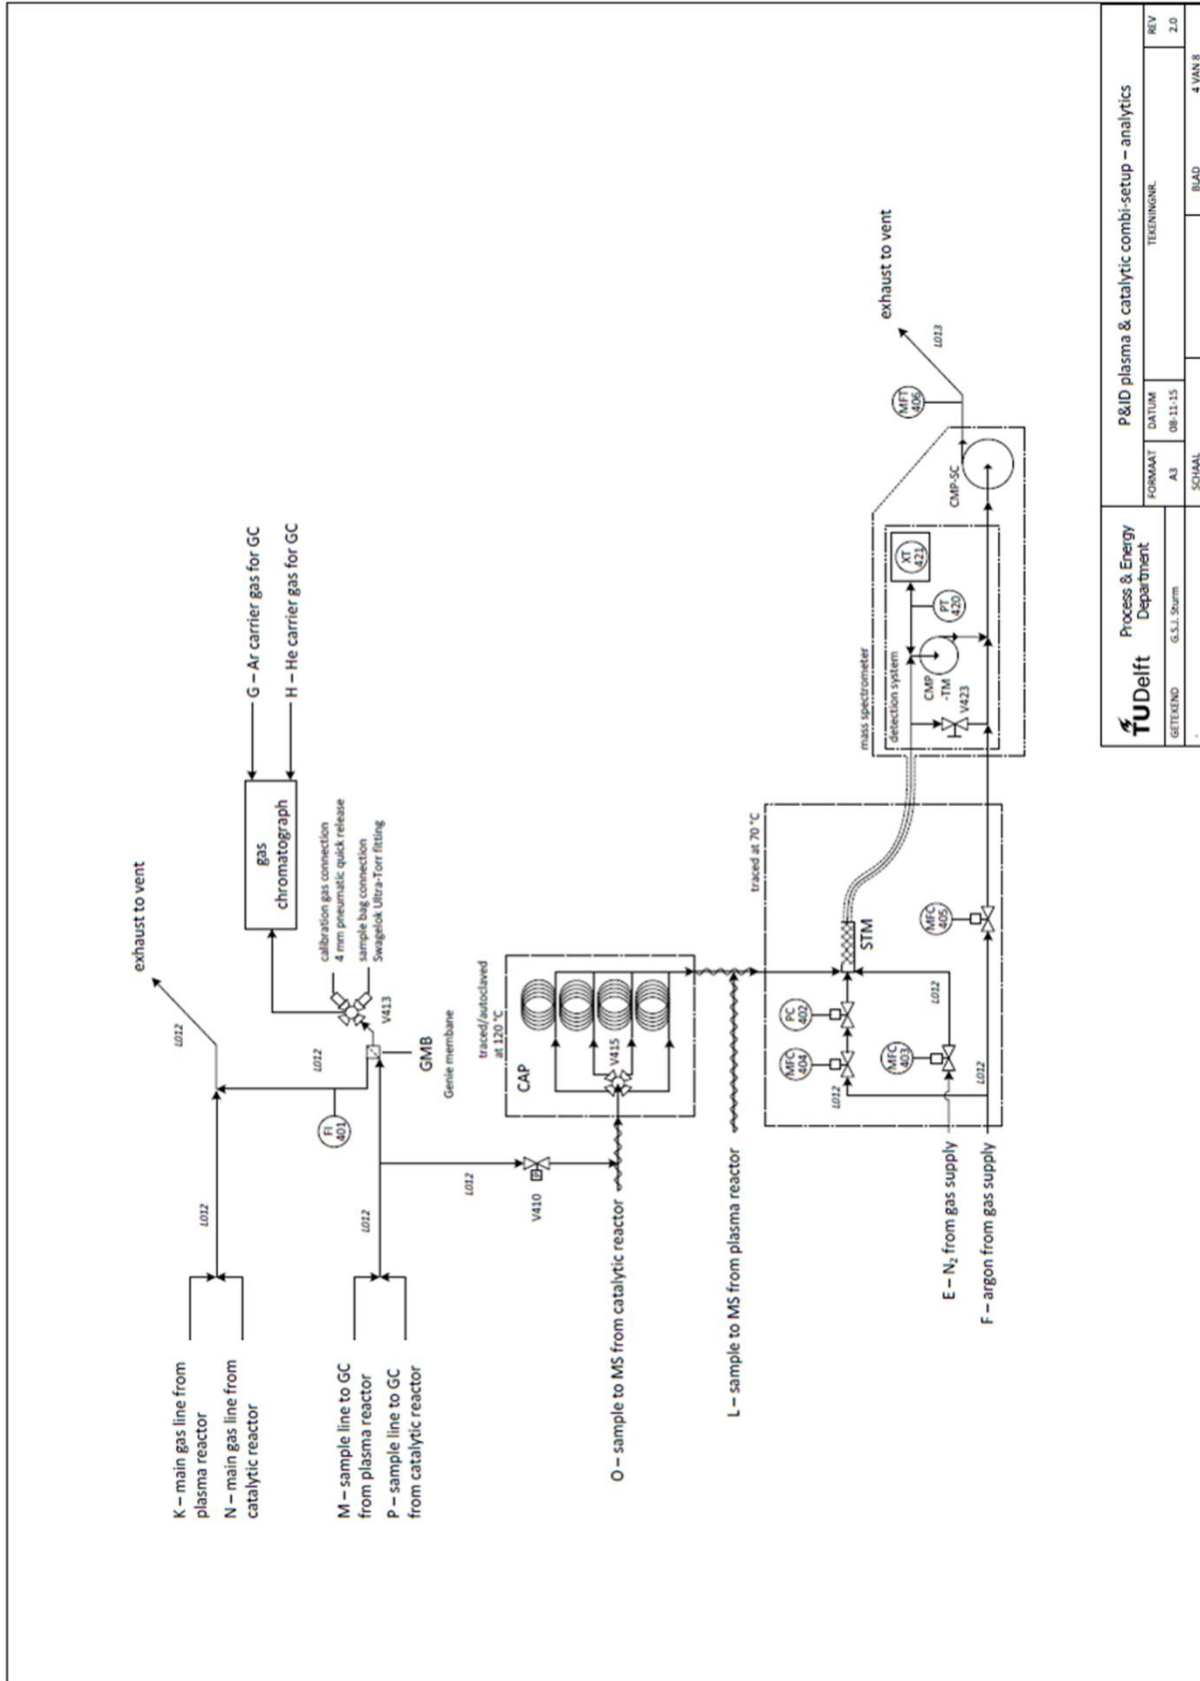 exhaust to vent
L012
K – main gas line from
plasma reactor
N – main gas line from
catalytic reactor
L012
L012
FI
401
M – sample line to GC
from plasma reactor
P – sample line to GC
from catalytic reactor
L012
gas
chromatograph
G – Ar carrier gas for GC
H – He carrier gas for GC
calibration gas connection
4 mm pneumatic quick release
sample bag connection
Swagelok Ultra-Torr fitting
V413
GMB
Genie membane
L012
V410
traced/autoclaved
at 120 °C
CAP
V415
O – sample to MS from catalytic reactor
L – sample to MS from plasma reactor
traced at 70 °C
PC
402
MFC
404
L012
STM
MFC
403
L012
MFC
405
L012
E – N₂ from gas supply
F – argon from gas supply
mass spectrometer
detection system
XT
421
PT
420
CMP
-TM
V423
CMP-SC
MFT
406
L013
exhaust to vent
TUDelft
Process & Energy
Department
P&ID plasma & catalytic combi-setup – analytics
GETEKEND
G.S.J. Sturm
FORMAAT
A3
DATUM
08-11-15
TEKENINGNR.
REV
2.0
-
SCHAAL
BLAD
4 VAN 8